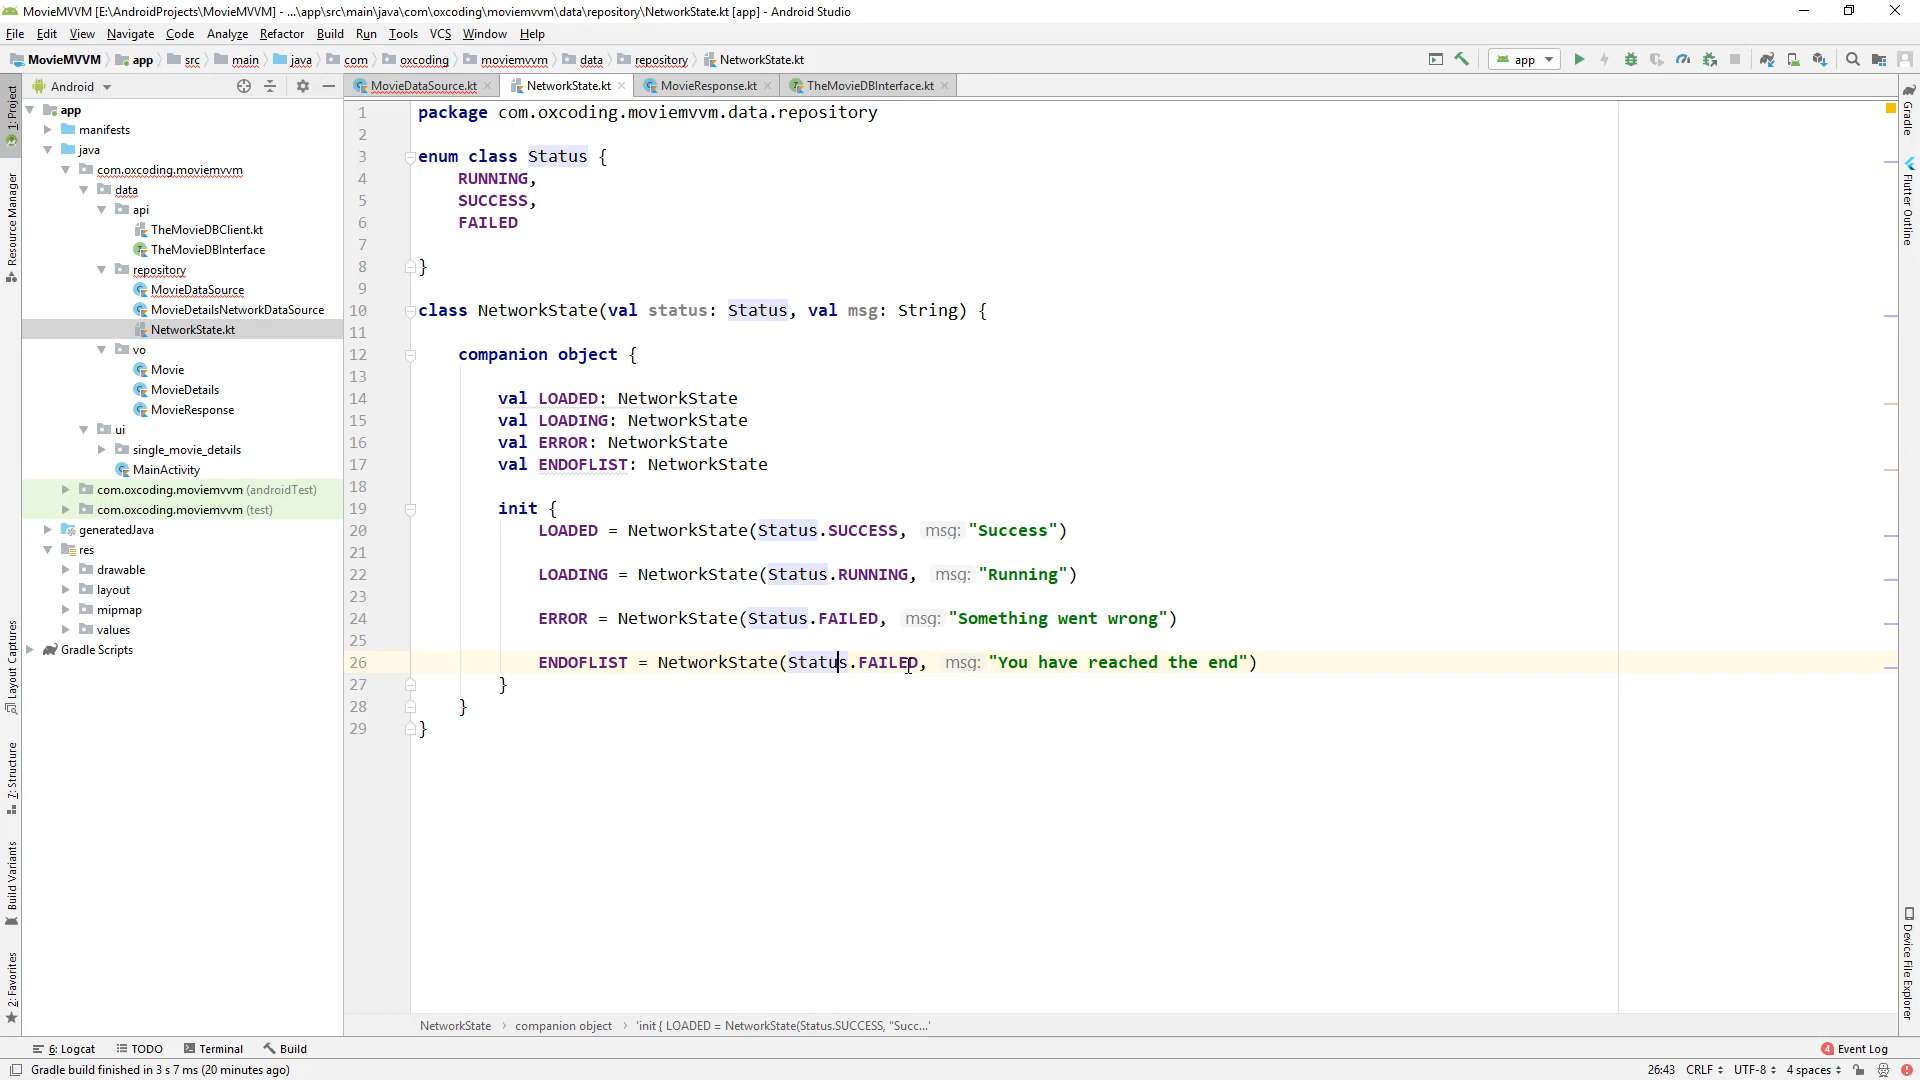 MovieMVVM [E:\AndroidProjects\MovieMVVM] - ...\app\src\main\java\com\oxcoding\moviemvvm\data\repository\NetworkState.kt [app] - Android Studio
File Edit View Navigate Code Analyze Refactor Build Run Tools VCS Window Help
MovieMVVM app src main java com oxcoding moviemvvm data repository NetworkState.kt app
Android MovieDataSource.kt NetworkState.kt MovieResponse.kt TheMovieDBInterface.kt
app
manifests
java
com.oxcoding.moviemvvm
data
api
TheMovieDBClient.kt
TheMovieDBInterface
repository
MovieDataSource
MovieDetailsNetworkDataSource
NetworkState.kt
vo
Movie
MovieDetails
MovieResponse
ui
single_movie_details
MainActivity
com.oxcoding.moviemvvm (androidTest)
com.oxcoding.moviemvvm (test)
generatedJava
res
drawable
layout
mipmap
values
Gradle Scripts
1 package com.oxcoding.moviemvvm.data.repository
2
3 enum class Status {
4 RUNNING,
5 SUCCESS,
6 FAILED
7
8 }
9
10 class NetworkState(val status: Status, val msg: String) {
11
12 companion object {
13
14 val LOADED: NetworkState
15 val LOADING: NetworkState
16 val ERROR: NetworkState
17 val ENDOFLIST: NetworkState
18
19 init {
20 LOADED = NetworkState(Status.SUCCESS, msg: "Success")
21
22 LOADING = NetworkState(Status.RUNNING, msg: "Running")
23
24 ERROR = NetworkState(Status.FAILED, msg: "Something went wrong")
25
26 ENDOFLIST = NetworkState(Status.FAILED, msg: "You have reached the end")
27 }
28 }
29 }
1: Project
Resource Manager
Layout Captures
7: Structure
Build Variants
2: Favorites
Gradle
Flutter Outline
Device File Explorer
NetworkState › companion object › 'init { LOADED = NetworkState(Status.SUCCESS, "Succ...'
6: Logcat TODO Terminal Build 4 Event Log
Gradle build finished in 3 s 7 ms (20 minutes ago) 26:43 CRLF UTF-8 4 spaces